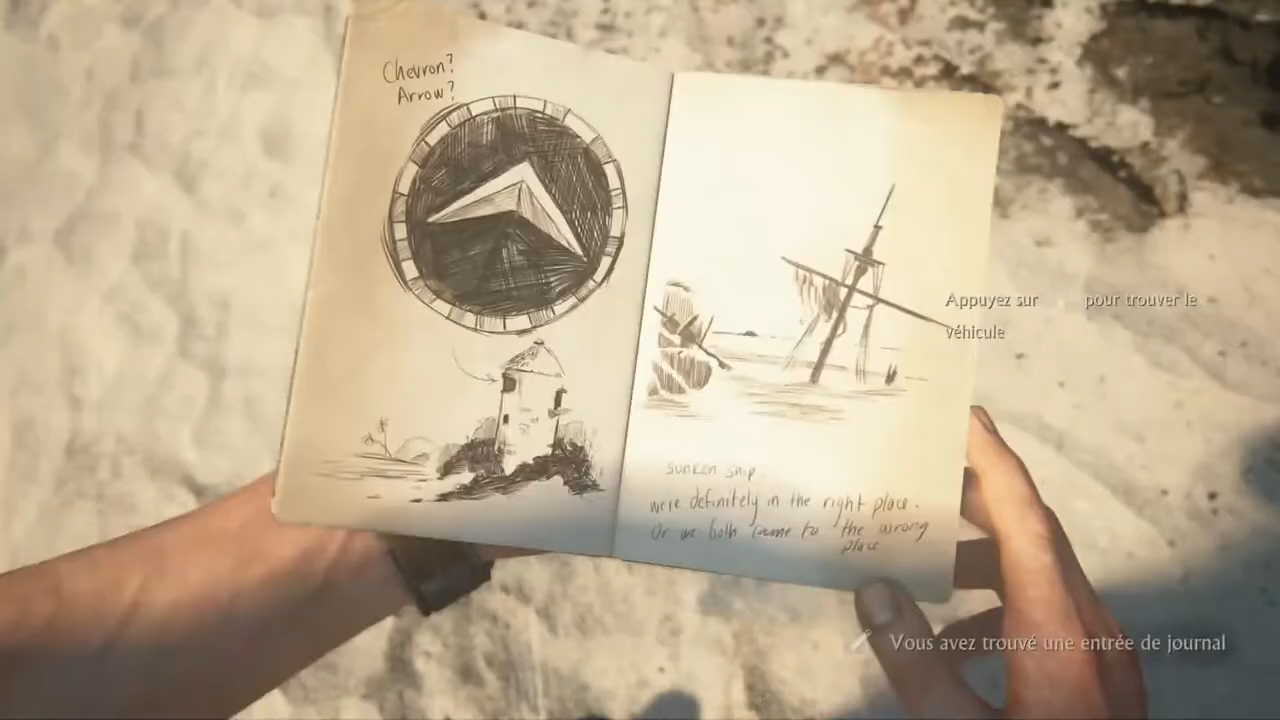 Chevron?
Arrow?
sunken ship.
were definitely in the right place.
Or we both came to the wrong
place
Appuyez sur pour trouver le
véhicule
Vous avez trouvé une entrée de journal